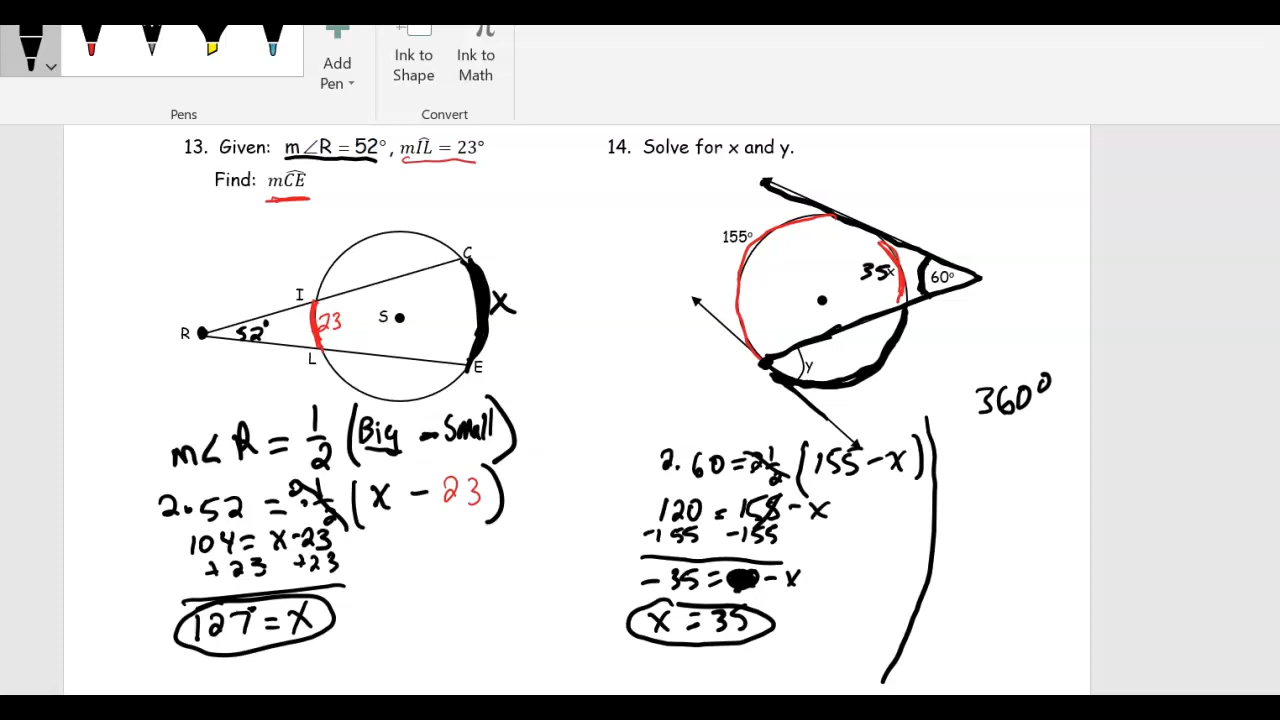 Add
Pen
Ink to
Shape
Ink to
Math
Pens
Convert
13. Given: m∠R = 52°, mIL = 23°
Find: mCE
C
I
R
52°
23
S
X
L
E
m∠R = 1/2 (Big - Small)
2·52 = 2·1/2 (x - 23)
104 = x - 23
+23 +23
127° = x
14. Solve for x and y.
155°
35
x
60°
y
360°
2·60 = 2 1/2 (155 - x)
120 = 155 - x
-155 -155
-35 = - x
x = 35